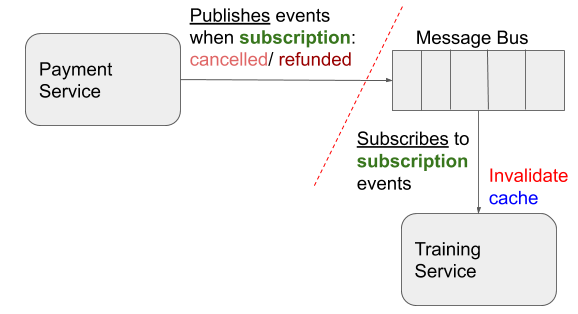 Publishes events
when subscription:
cancelled/ refunded
Message Bus
Payment
Service
Subscribes to
subscription
events
Invalidate
cache
Training
Service